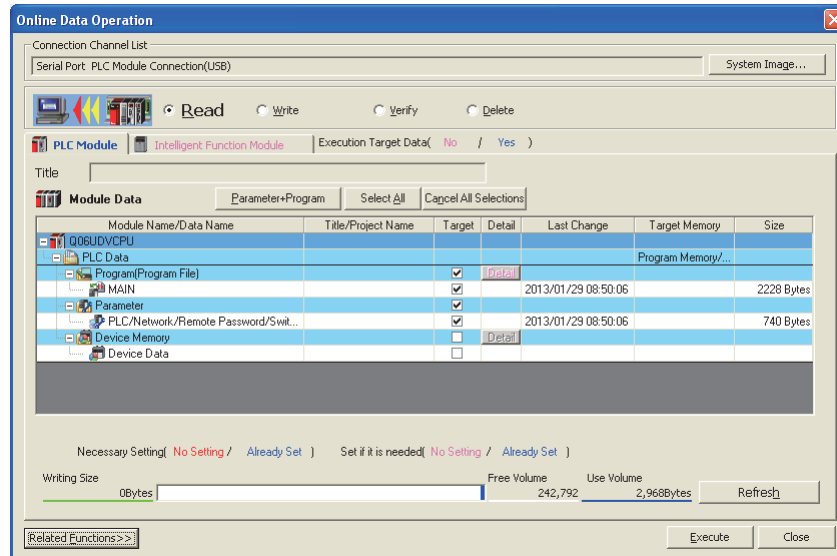 Online Data Operation
Connection Channel List
Serial Port PLC Module Connection(USB)
System Image...
Read
Write
Verify
Delete
PLC Module
Intelligent Function Module
Execution Target Data( No / Yes )
Title
Module Data
Parameter+Program
Select All
Cancel All Selections
Module Name/Data Name Title/Project Name Target Detail Last Change Target Memory Size
Q06UDVCPU
PLC Data Program Memory/...
Program(Program File) Detail
MAIN 2013/01/29 08:50:06 2228 Bytes
Parameter
PLC/Network/Remote Password/Swit... 2013/01/29 08:50:06 740 Bytes
Device Memory Detail
Device Data
Necessary Setting( No Setting / Already Set ) Set if it is needed( No Setting / Already Set )
Writing Size Free Volume Use Volume
0Bytes 242,792 2,968Bytes Refresh
Related Functions>>
Execute
Close